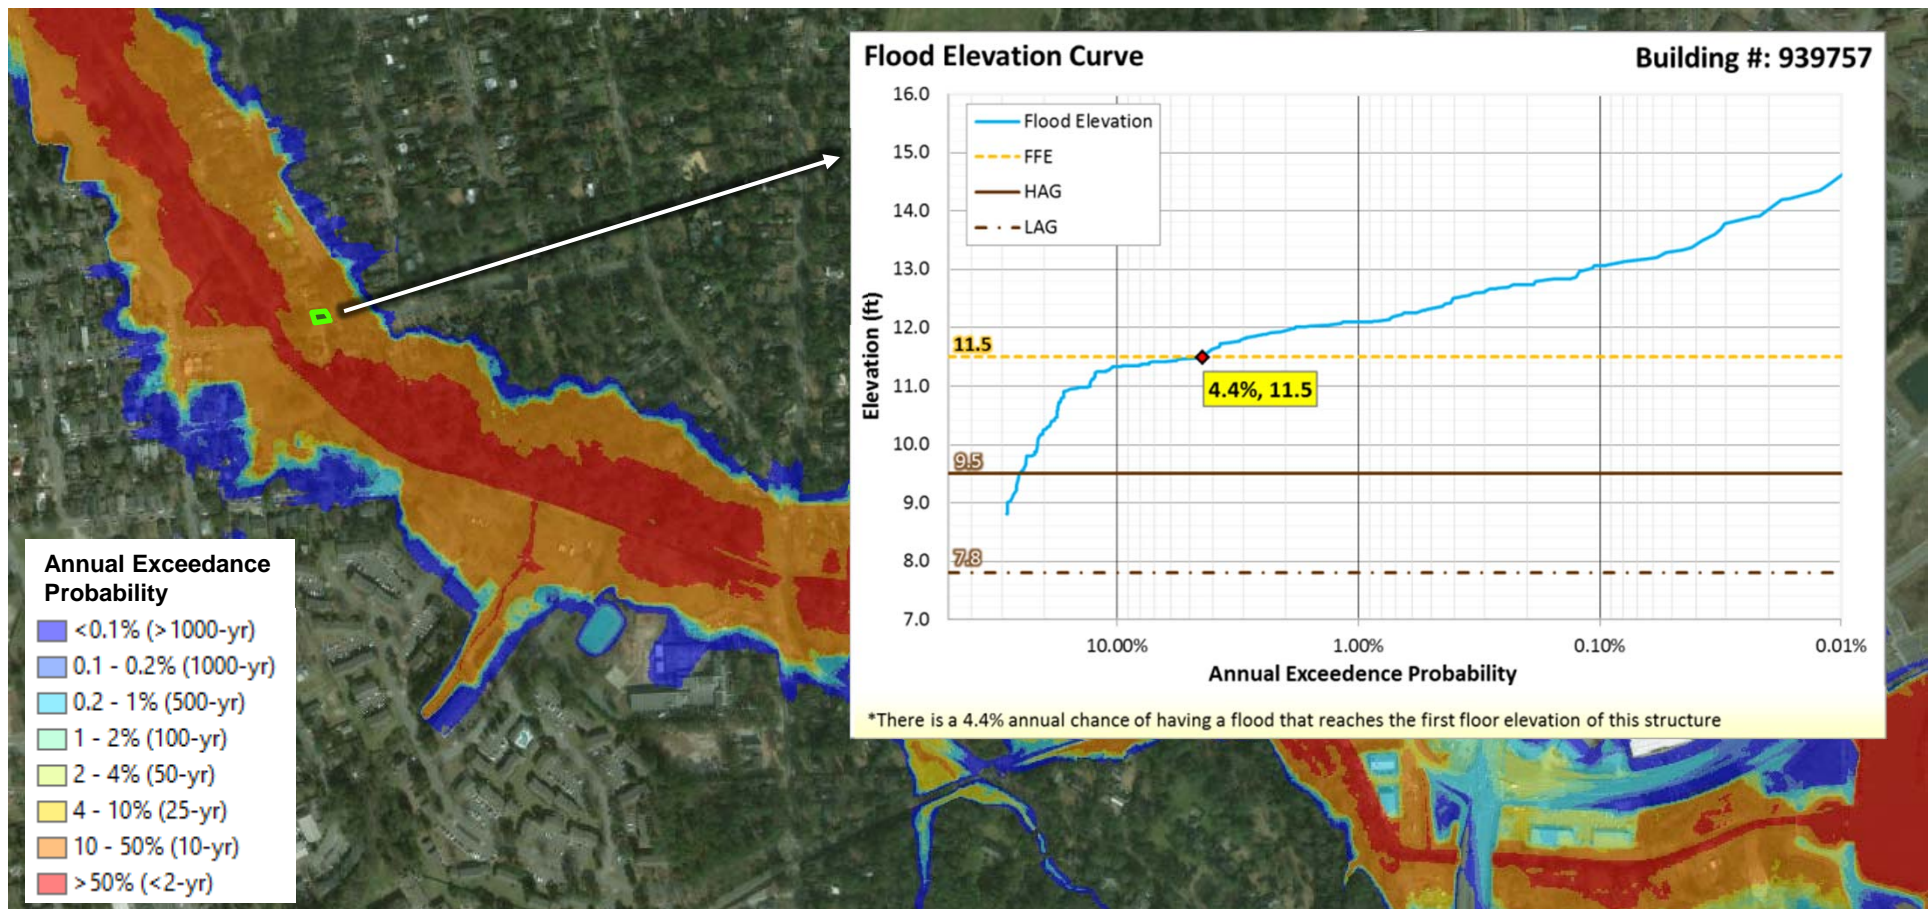 Flood Elevation Curve
Building #: 939757
16.0
15.0
14.0
13.0
12.0
11.0
10.0
9.0
8.0
7.0
Elevation (ft)
Flood Elevation
FFE
HAG
LAG
11.5
4.4%, 11.5
9.5
7.8
10.00%
1.00%
0.10%
0.01%
Annual Exceedence Probability
*There is a 4.4% annual chance of having a flood that reaches the first floor elevation of this structure
Annual Exceedance
Probability
<0.1% (>1000-yr)
0.1 - 0.2% (1000-yr)
0.2 - 1% (500-yr)
1 - 2% (100-yr)
2 - 4% (50-yr)
4 - 10% (25-yr)
10 - 50% (10-yr)
>50% (<2-yr)